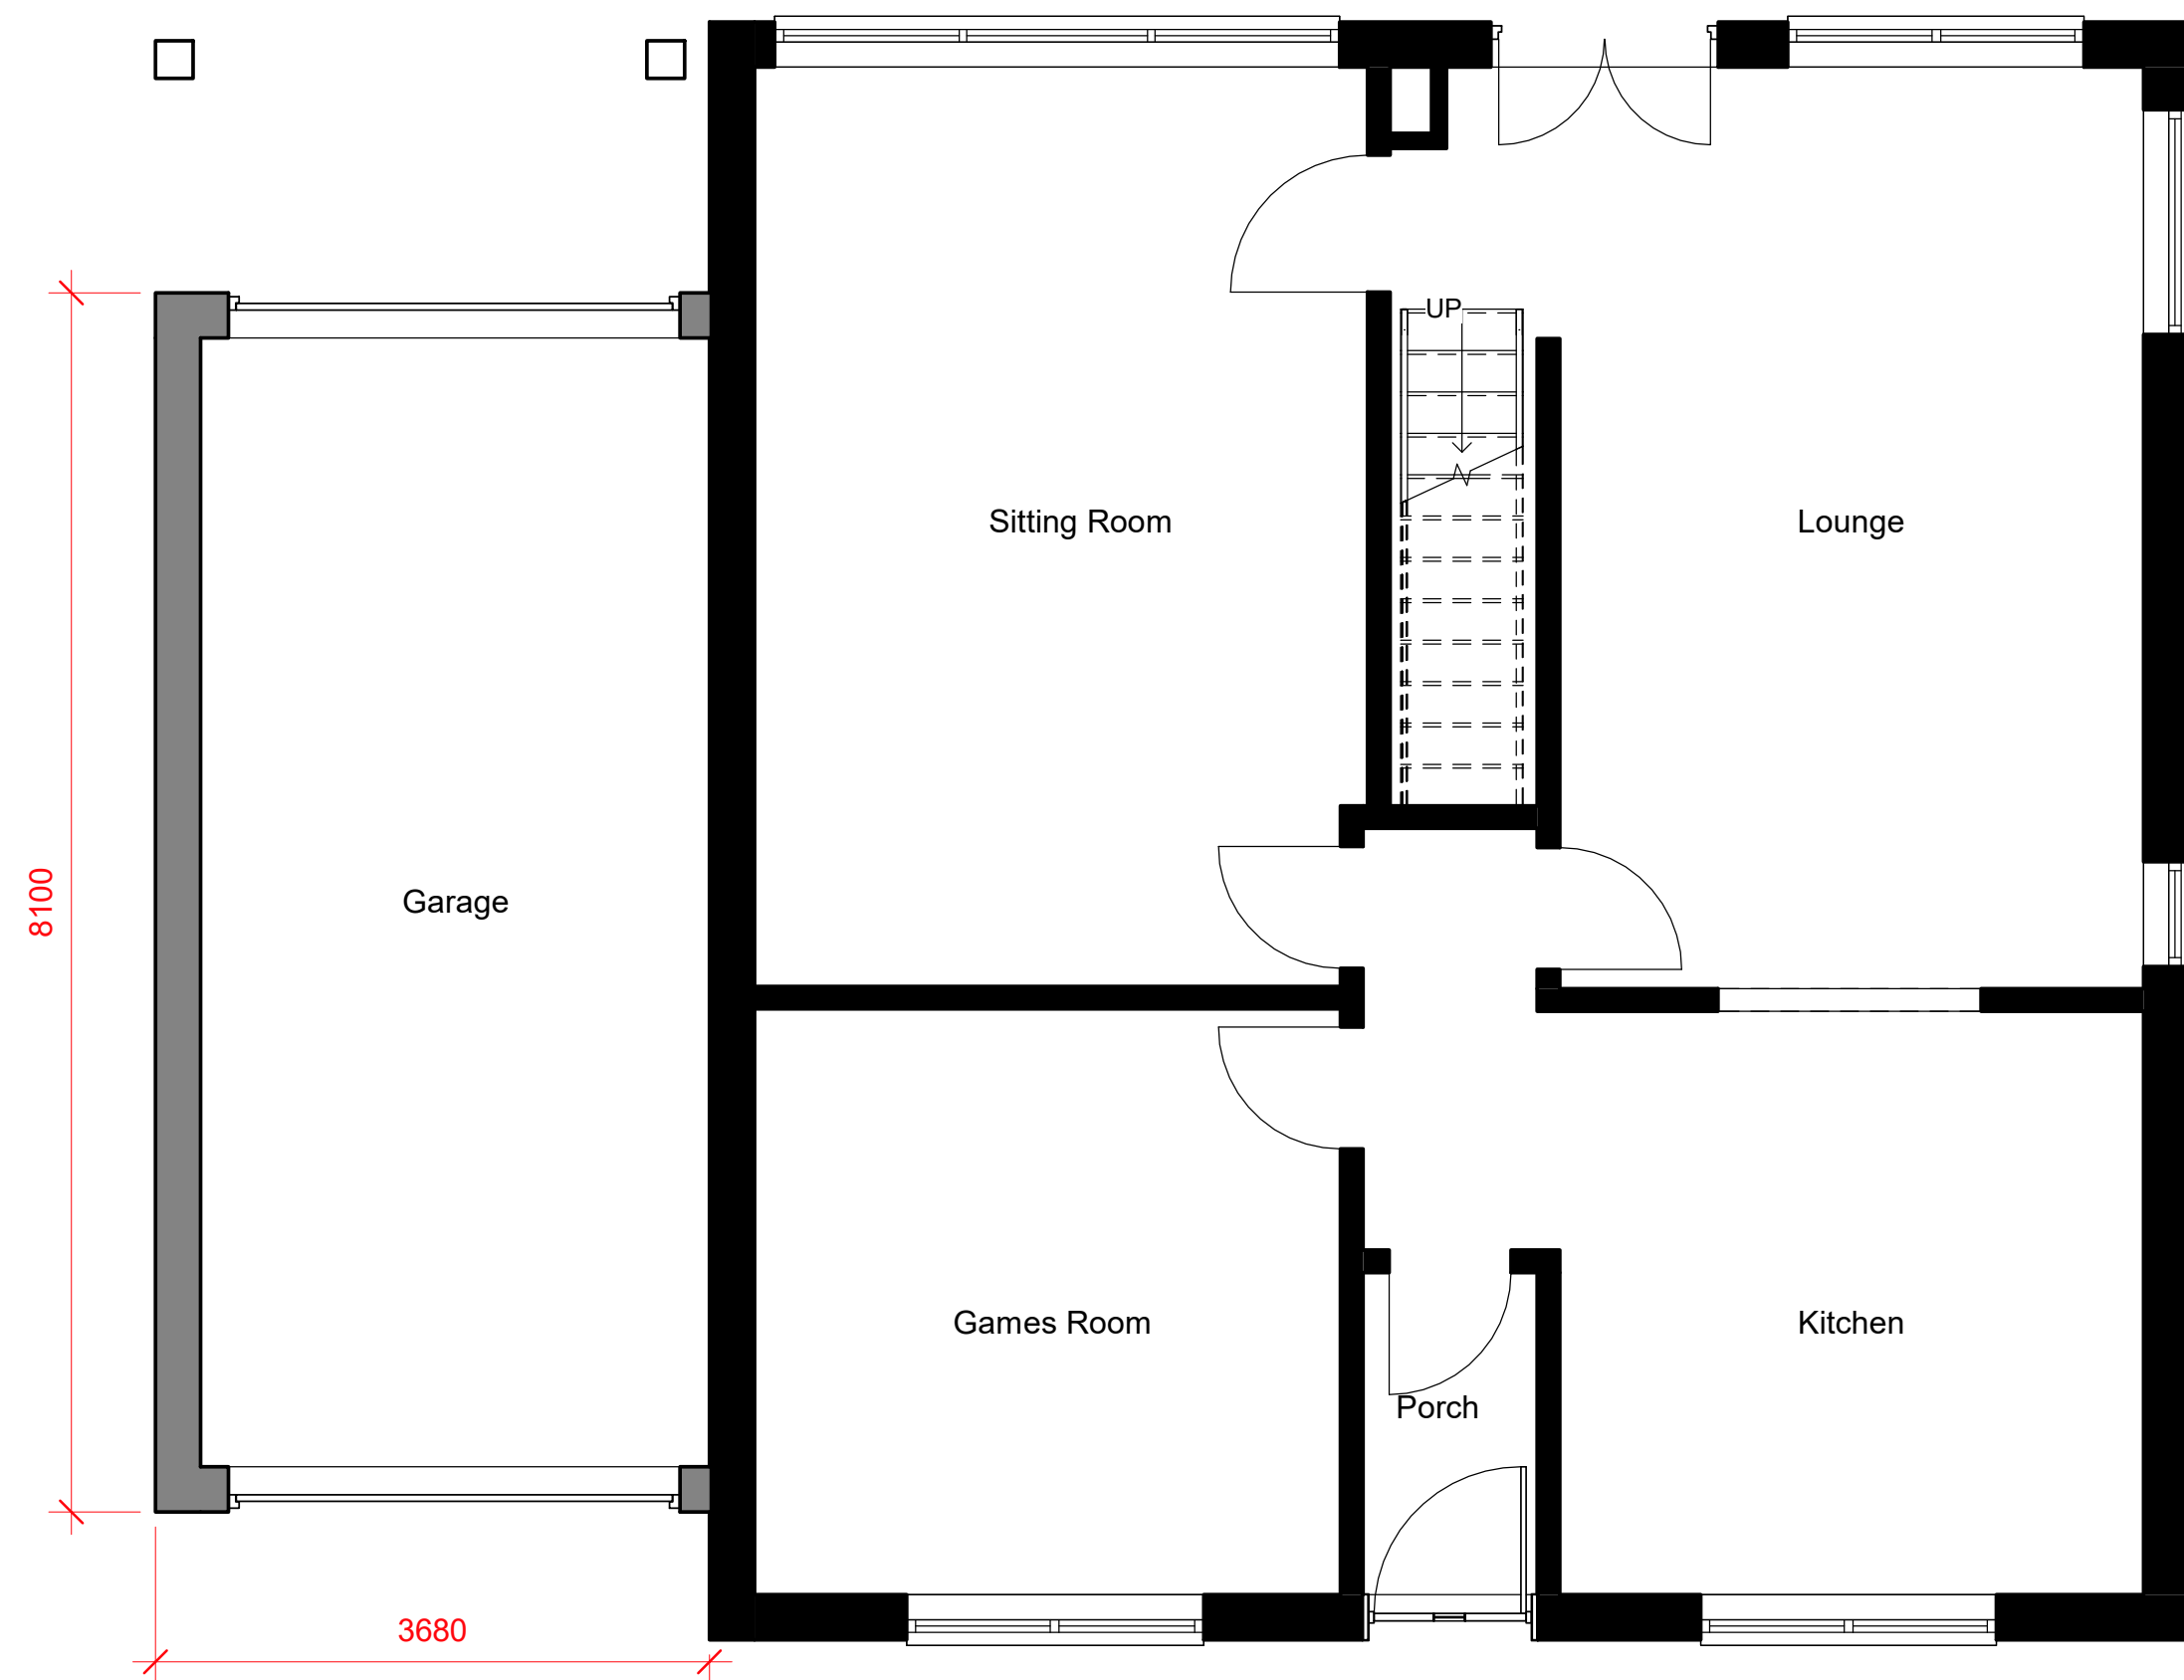 UP
Sitting Room
Lounge
Garage
8100
Games Room
Kitchen
Porch
3680